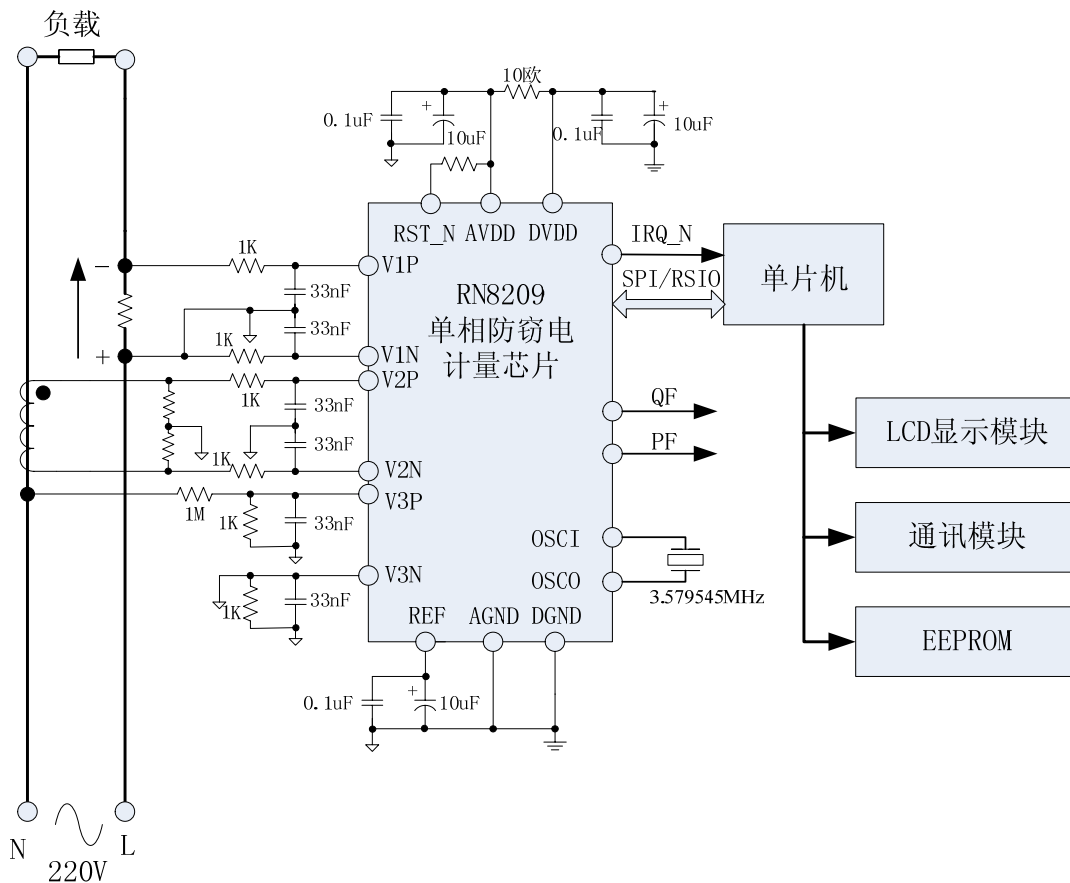 负载
10欧
0.1uF
+
10uF
0.1uF
+
10uF
RST_N
AVDD
DVDD
IRQ_N
SPI/RSIO
单片机
1K
V1P
−
33nF
RN8209
单相防窃电
计量芯片
33nF
1K
+
V1N
V2P
1K
33nF
QF
LCD显示模块
33nF
PF
1K
V2N
V3P
1M
1K
33nF
OSCI
通讯模块
V3N
OSCO
3.579545MHz
1K
33nF
REF
AGND
DGND
EEPROM
0.1uF
+
10uF
N
L
220V